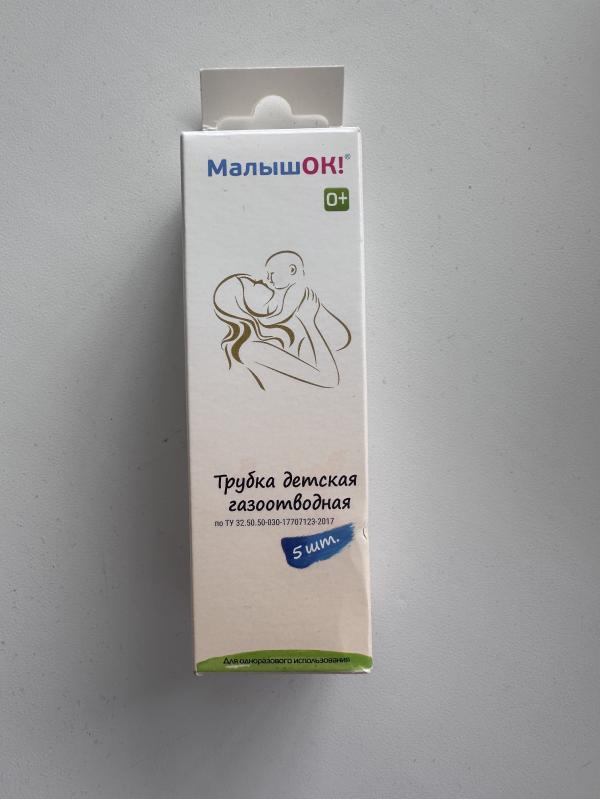 МалышОК!®
0+
Трубка детская
газоотводная
по ТУ 32.50.50-030-17707123-2017
5 шт.
Для одноразового использования